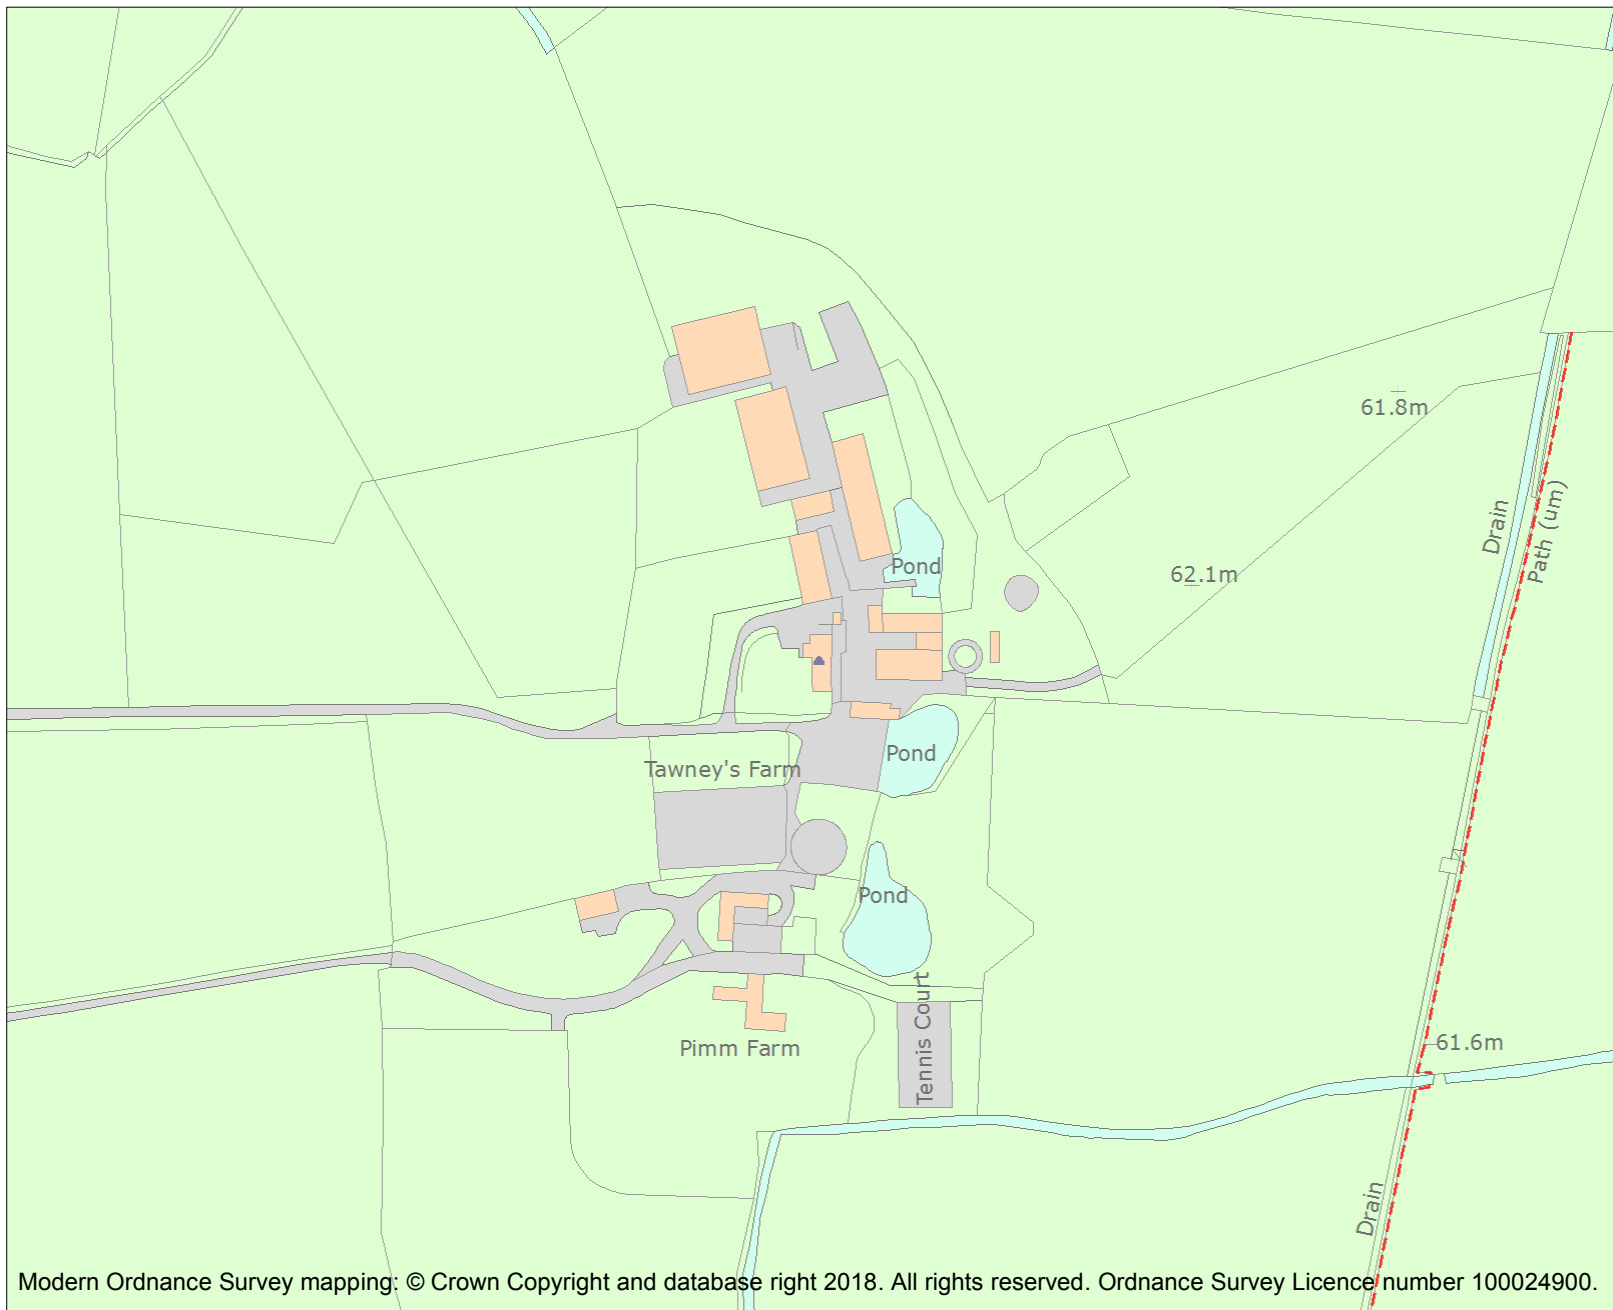 61.8m
Drain
Path (um)
Pond
62.1m
Pond
Tawney's Farm
Pond
Tennis Court
61.6m
Pimm Farm
Drain
Modern Ordnance Survey mapping: © Crown Copyright and database right 2018. All rights reserved. Ordnance Survey Licence number 100024900.